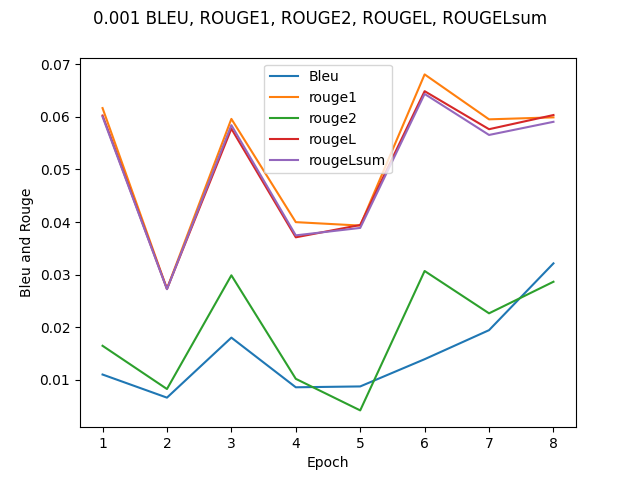 0.001 BLEU, ROUGE1, ROUGE2, ROUGEL, ROUGELsum
0.07
0.06
0.05
0.04
0.03
0.02
0.01
Bleu and Rouge
Bleu
rouge1
rouge2
rougeL
rougeLsum
1 2 3 4 5 6 7 8
Epoch